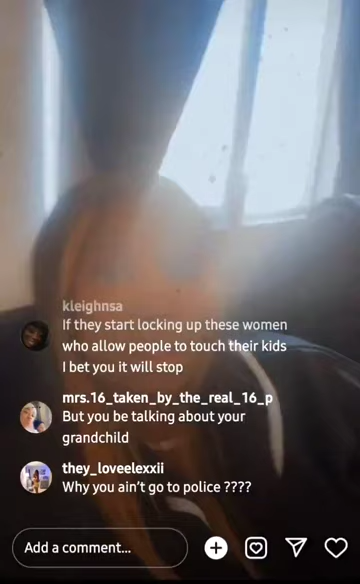 kleighnsa
If they start locking up these women
who allow people to touch their kids
I bet you it will stop
mrs.16_taken_by_the_real_16_p
But you be talking about your
grandchild
they_loveelexxii
Why you ain't go to police ????
Add a comment...